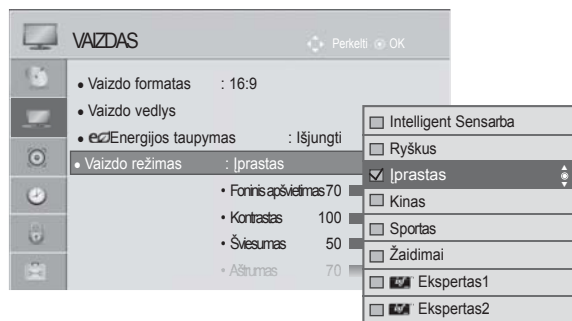 VAIZDAS
Perkelti OK
• Vaizdo formatas : 16:9
• Vaizdo vedlys
• eco Energijos taupymas : Išjungti
• Vaizdo režimas : Įprastas
• Foninis apšvietimas 70
• Kontrastas 100
• Šviesumas 50
• Aštrumas 70
Intelligent Sensarba
Ryškus
Įprastas
Kinas
Sportas
Žaidimai
Ekspertas1
Ekspertas2